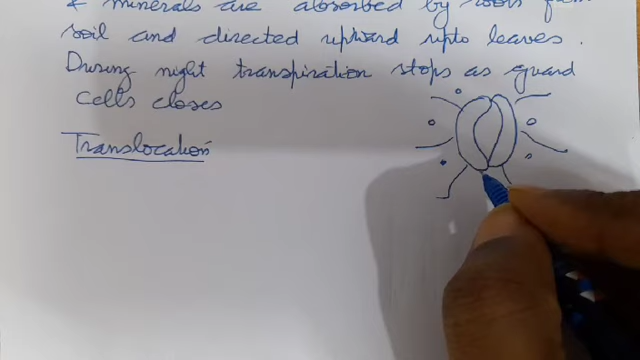 & minerals are absorbed by roots from
soil and directed upward upto leaves.
During night transpiration stops as guard
cells closes
Translocation